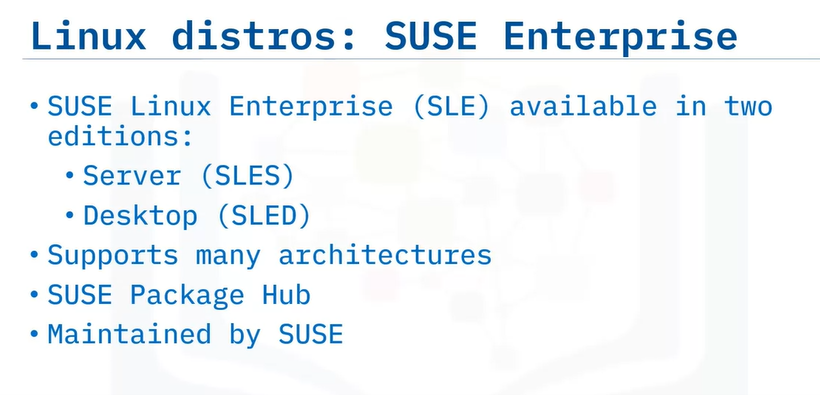 Linux distros: SUSE Enterprise
• SUSE Linux Enterprise (SLE) available in two
editions:
• Server (SLES)
• Desktop (SLED)
• Supports many architectures
• SUSE Package Hub
• Maintained by SUSE